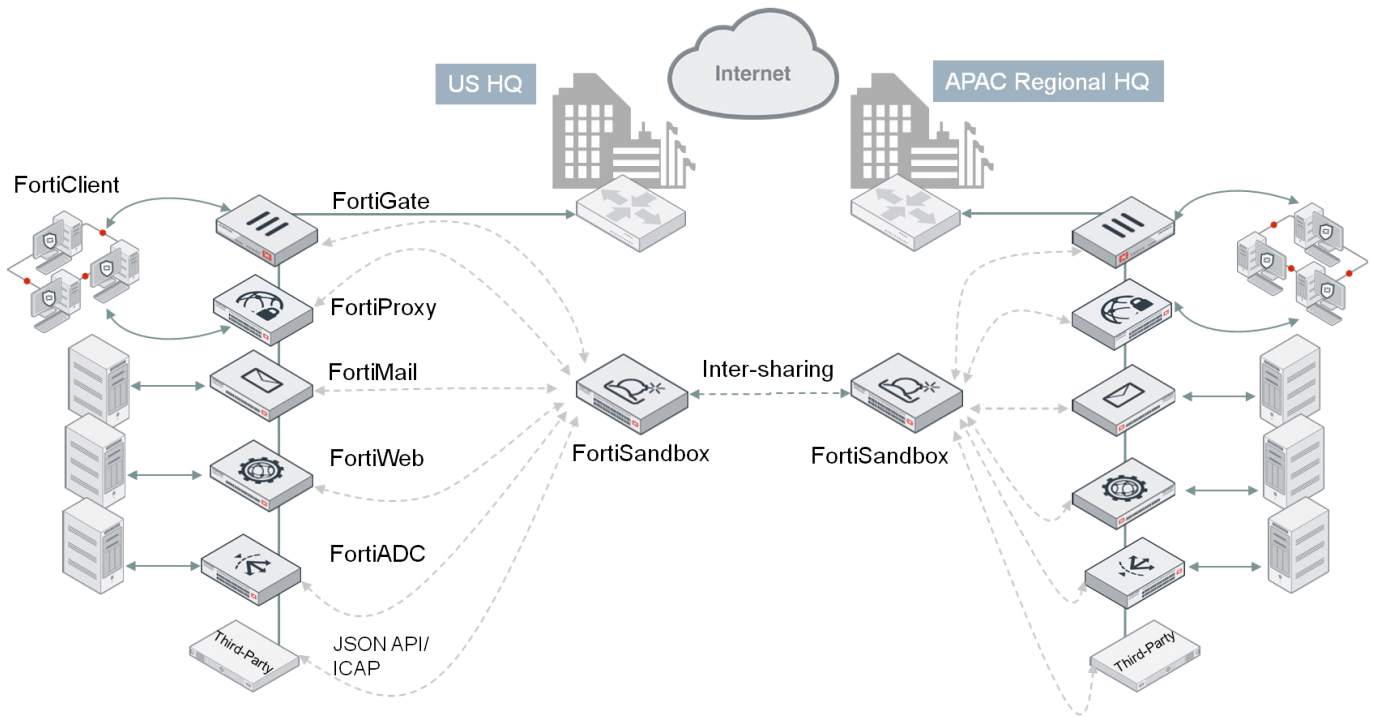 Internet
US HQ
APAC Regional HQ
FortiClient
FortiGate
FortiProxy
FortiMail
Inter-sharing
FortiWeb
FortiSandbox
FortiSandbox
FortiADC
Third-Party
JSON API/
ICAP
Third-Party